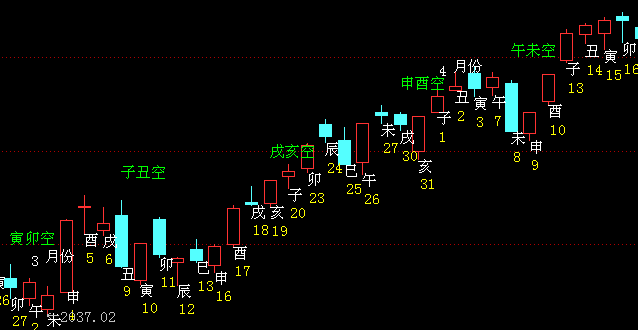 午未空
丑 14
寅 15
卯 16
子 13
4 月份
申酉空
丑 2
寅 3
午 7
酉 10
子 1
未 27
戌 30
未 8
申 9
戌亥空
辰 24
亥 31
巳 25
午 26
子丑空
卯 23
子 20
戌 18
亥 19
寅卯空
酉 5
戌 6
3 月份
酉 17
卯 11
巳 13
丑 9
申 16
寅 10
辰 12
寅 26
卯 27
午 2
未
申 4
2037.02